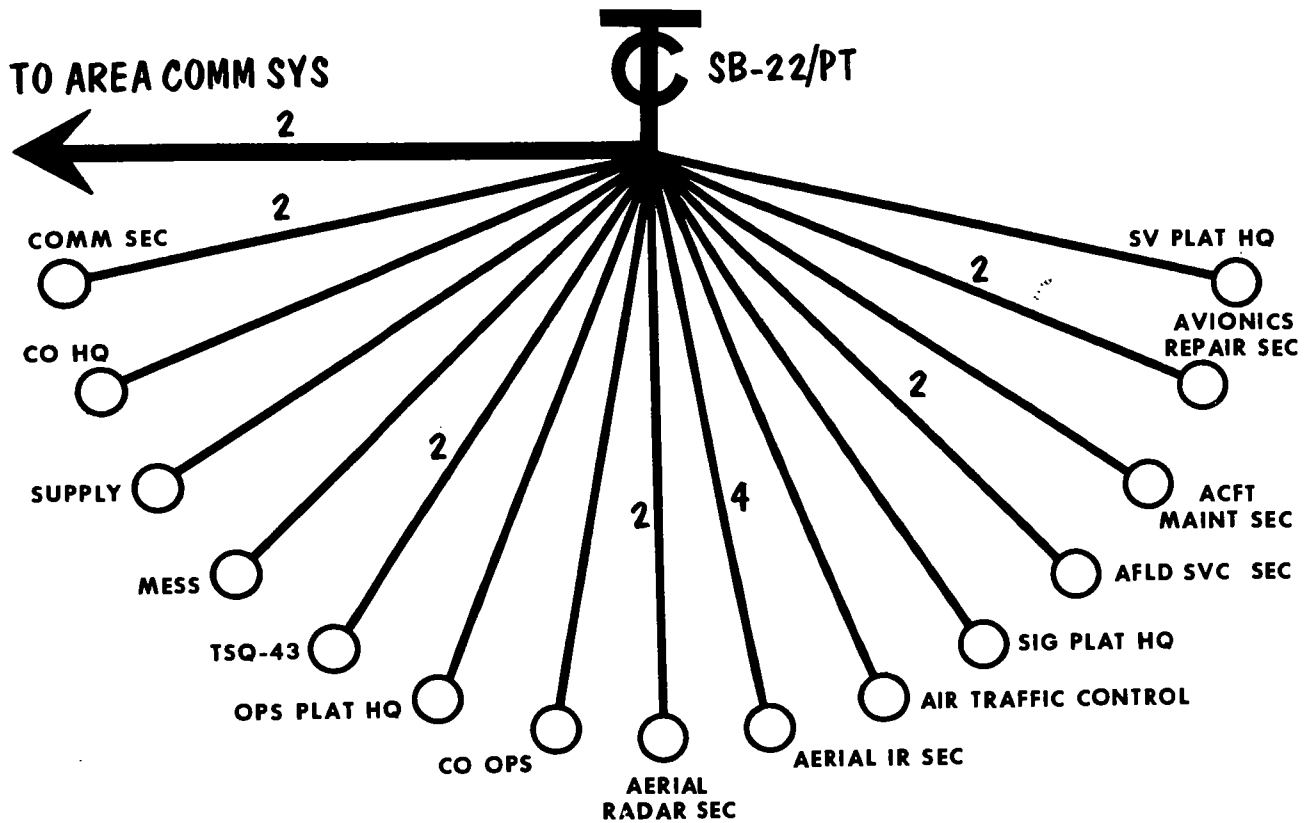 SB-22/PT
TO AREA COMM SYS
2
2
COMM SEC
SV PLAT HQ
2
AVIONICS
REPAIR SEC
CO HQ
2
2
SUPPLY
2
4
ACFT
MAINT SEC
MESS
AFLD SVC SEC
TSQ-43
SIG PLAT HQ
OPS PLAT HQ
AIR TRAFFIC CONTROL
CO OPS
AERIAL IR SEC
AERIAL
RADAR SEC